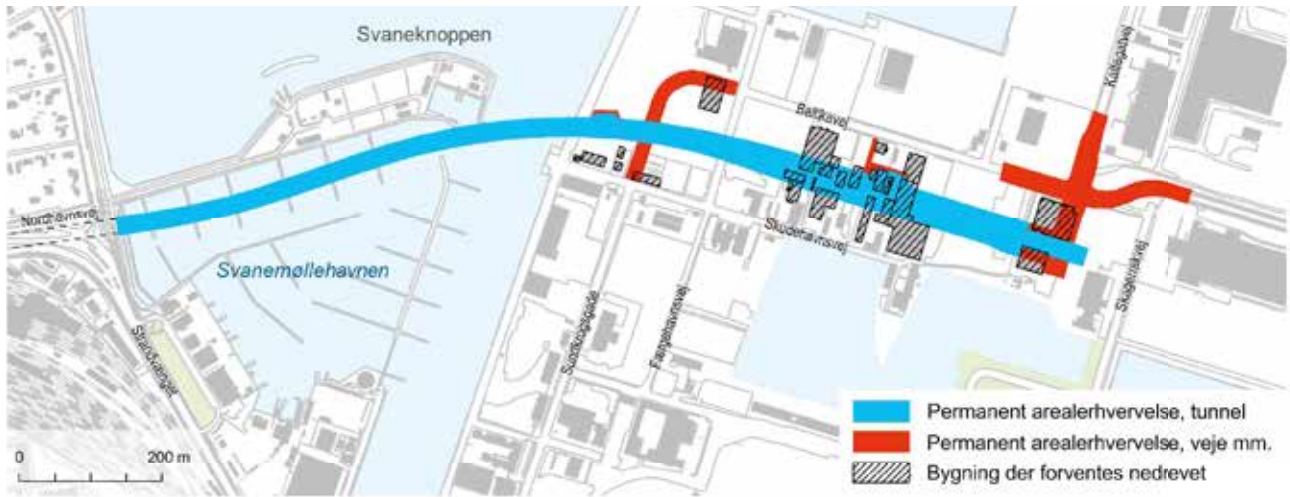 Svaneknoppen
Kattegatvej
Baltikavej
Nordhavnsvej
Skudehavnsvej
Svanemøllehavnen
Sundkrogsgade
Færgehavnsvej
Skagerrakvej
Strandvænget
Permanent arealerhvervelse, tunnel
Permanent arealerhvervelse, veje mm.
Bygning der forventes nedrevet
0 200 m